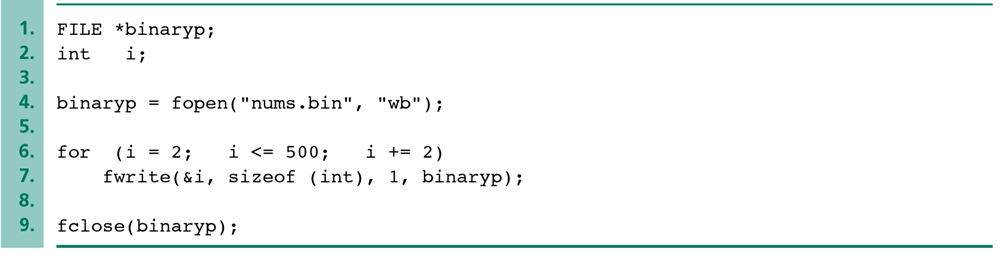 1. FILE *binaryp;
2. int   i;
3.
4. binaryp = fopen("nums.bin", "wb");
5.
6. for  (i = 2;   i <= 500;   i += 2)
7.     fwrite(&i, sizeof (int), 1, binaryp);
8.
9. fclose(binaryp);